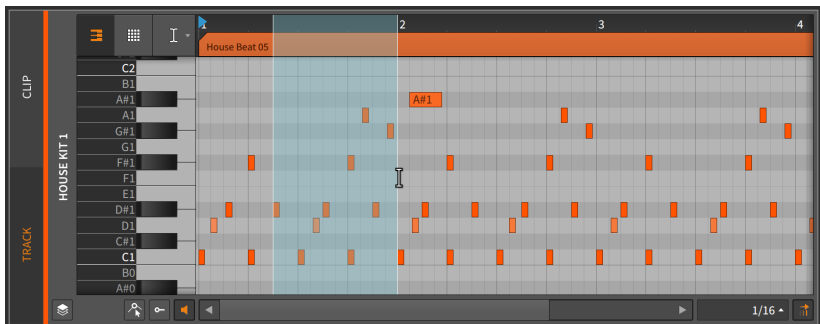 1 2 3 4
House Beat 05
C2
B1
A#1 A#1
A1
G#1
G1
F#1
F1
E1
D#1
D1
C#1
C1
B0
A#0
CLIP
TRACK
HOUSE KIT 1
1/16